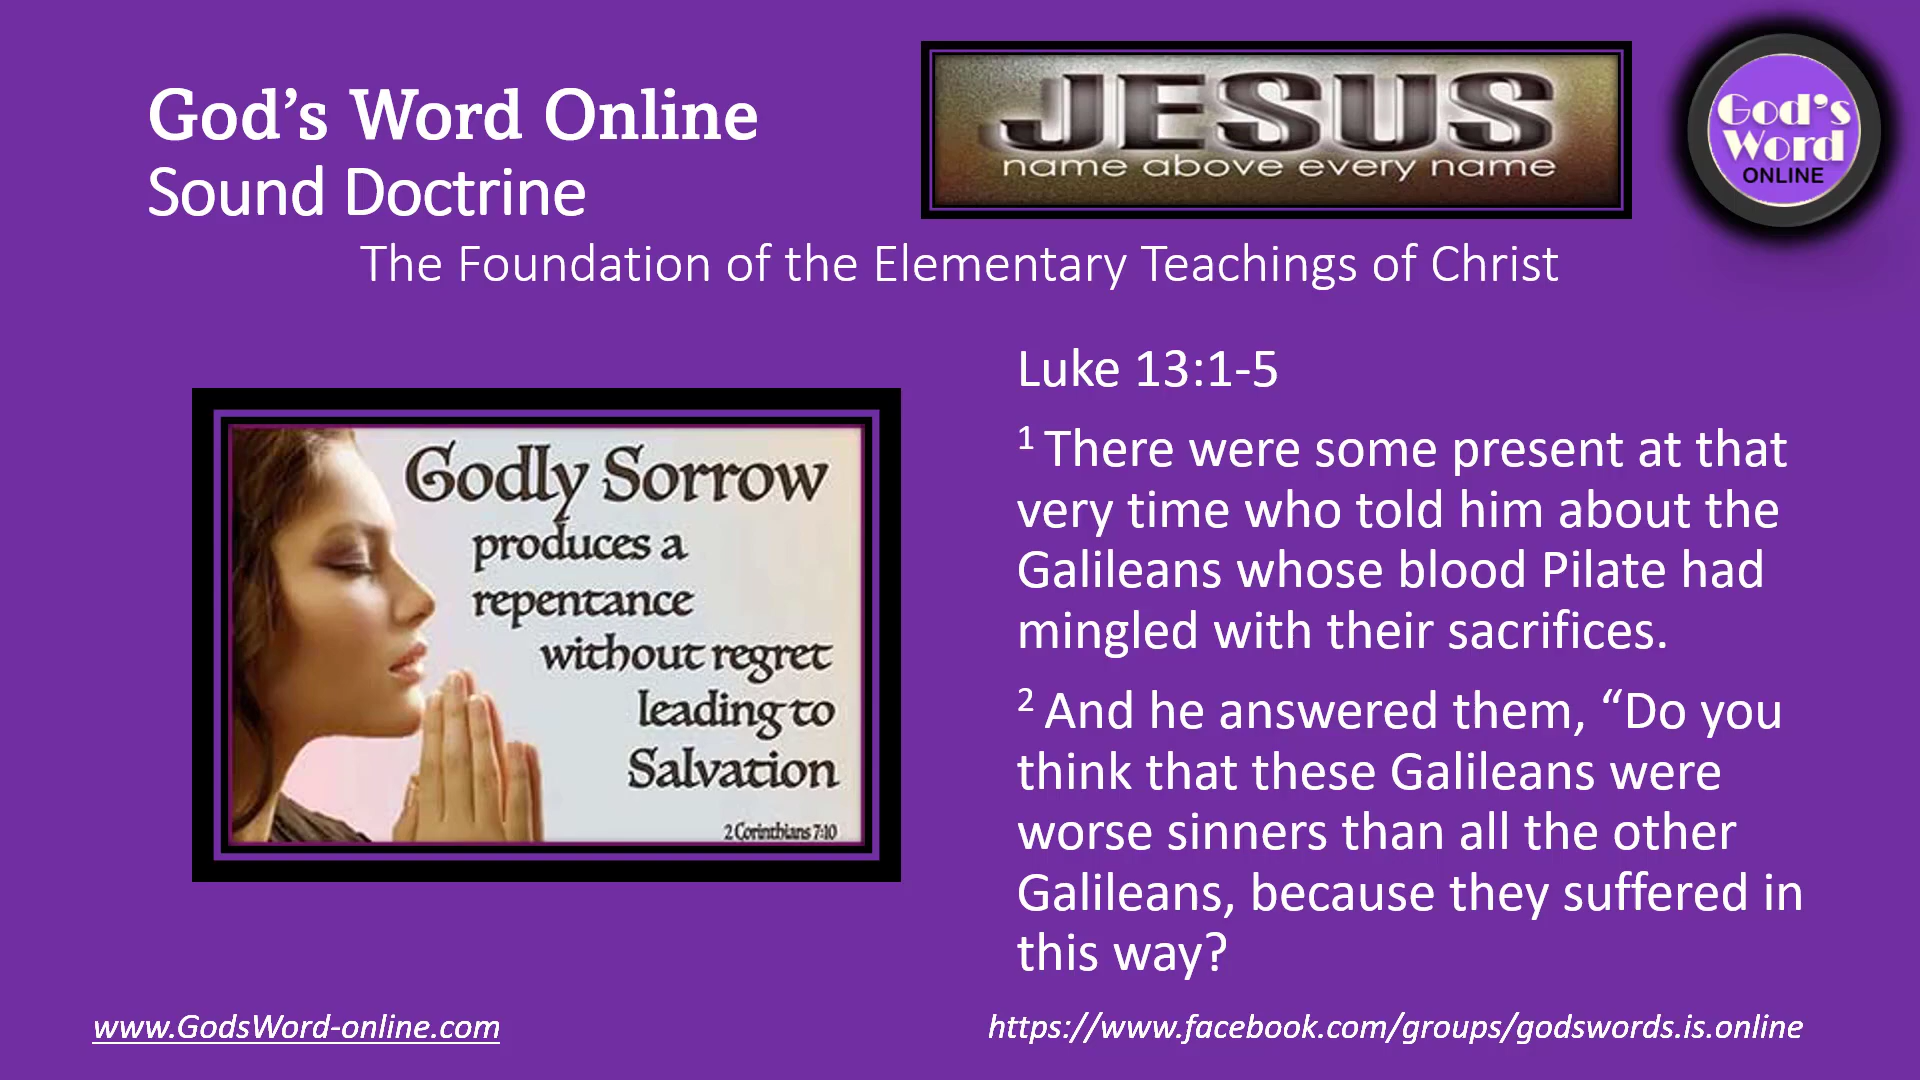 God's Word Online
Sound Doctrine
JESUS
name above every name
God's
Word
ONLINE
The Foundation of the Elementary Teachings of Christ
Godly Sorrow
produces a
repentance
without regret
leading to
Salvation
2 Corinthians 7:10
Luke 13:1-5
1 There were some present at that
very time who told him about the
Galileans whose blood Pilate had
mingled with their sacrifices.
2 And he answered them, “Do you
think that these Galileans were
worse sinners than all the other
Galileans, because they suffered in
this way?
www.GodsWord-online.com
https://www.facebook.com/groups/godswords.is.online